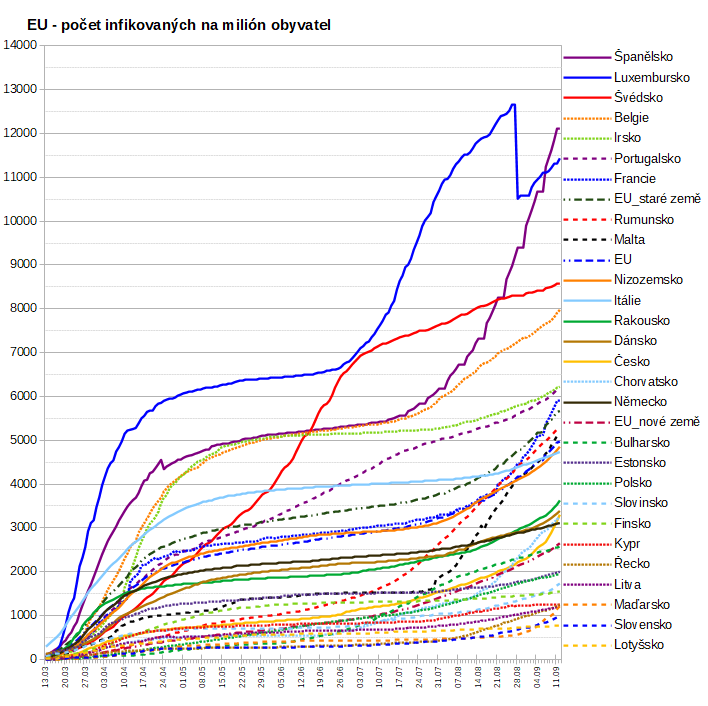 EU - počet infikovaných na milión obyvatel
14000
13000
12000
11000
10000
9000
8000
7000
6000
5000
4000
3000
2000
1000
0
13.03
20.03
27.03
03.04
10.04
17.04
24.04
01.05
08.05
15.05
22.05
29.05
05.06
12.06
19.06
26.06
03.07
10.07
17.07
24.07
31.07
07.08
14.08
21.08
28.08
04.09
11.09
Španělsko
Luxembursko
Švédsko
Belgie
Irsko
Portugalsko
Francie
EU_staré země
Rumunsko
Malta
EU
Nizozemsko
Itálie
Rakousko
Dánsko
Česko
Chorvatsko
Německo
EU_nové země
Bulharsko
Estonsko
Polsko
Slovinsko
Finsko
Kypr
Řecko
Litva
Maďarsko
Slovensko
Lotyšsko